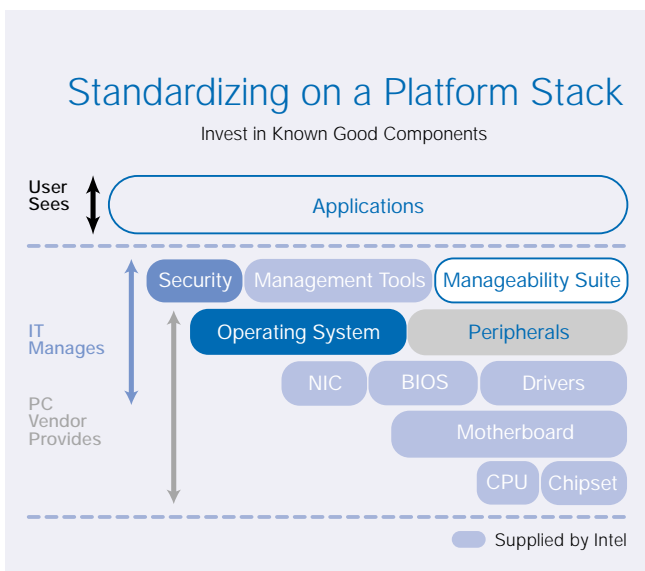 Standardizing on a Platform Stack
Invest in Known Good Components
User
Sees
Applications
Security Management Tools Manageability Suite
Operating System Peripherals
IT
Manages
NIC BIOS Drivers
PC
Vendor
Provides
Motherboard
CPU Chipset
Supplied by Intel